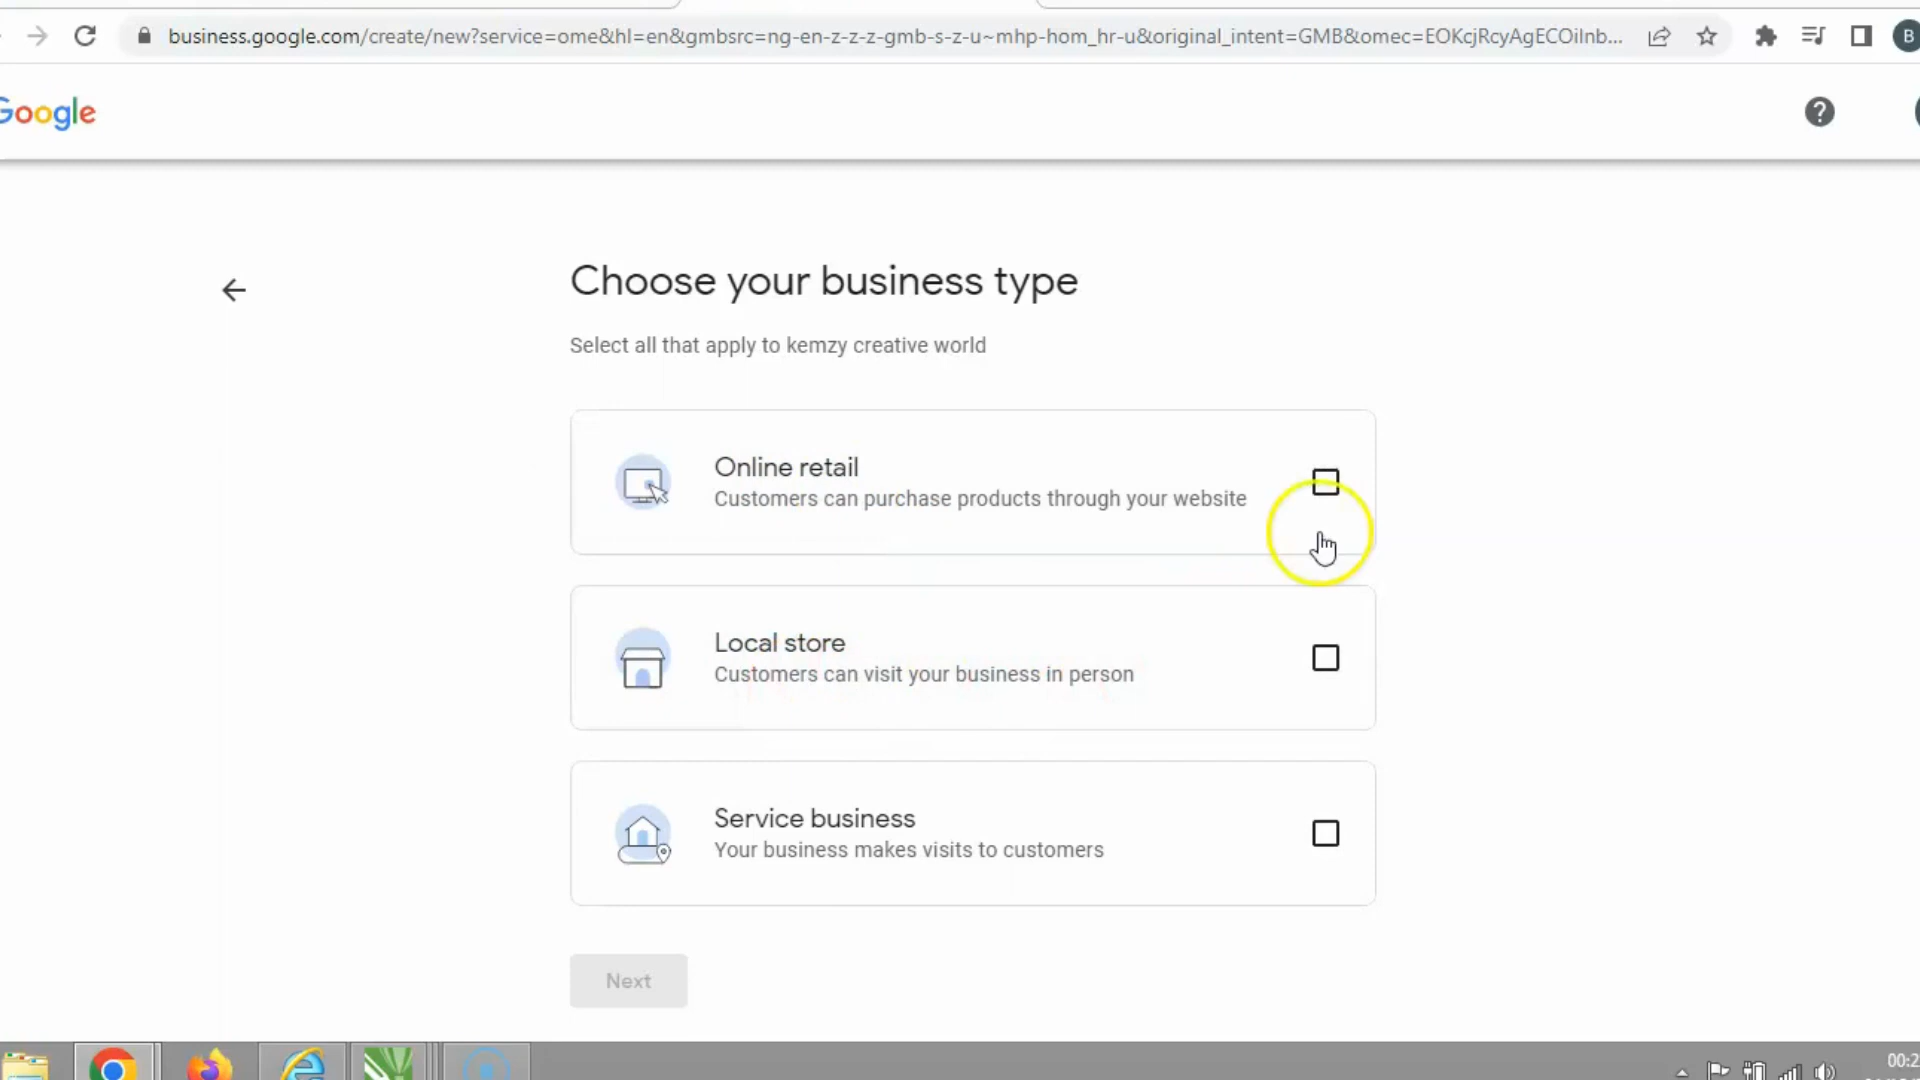 business.google.com/create/new?service=ome&hl=en&gmbsrc=ng-en-z-z-z-gmb-s-z-u~mhp-hom_hr-u&original_intent=GMB&omec=EOKcjRcyAgECOiInb...
B
Google
?
Choose your business type
Select all that apply to kemzy creative world
Online retail
Customers can purchase products through your website
Local store
Customers can visit your business in person
Service business
Your business makes visits to customers
Next
00:2